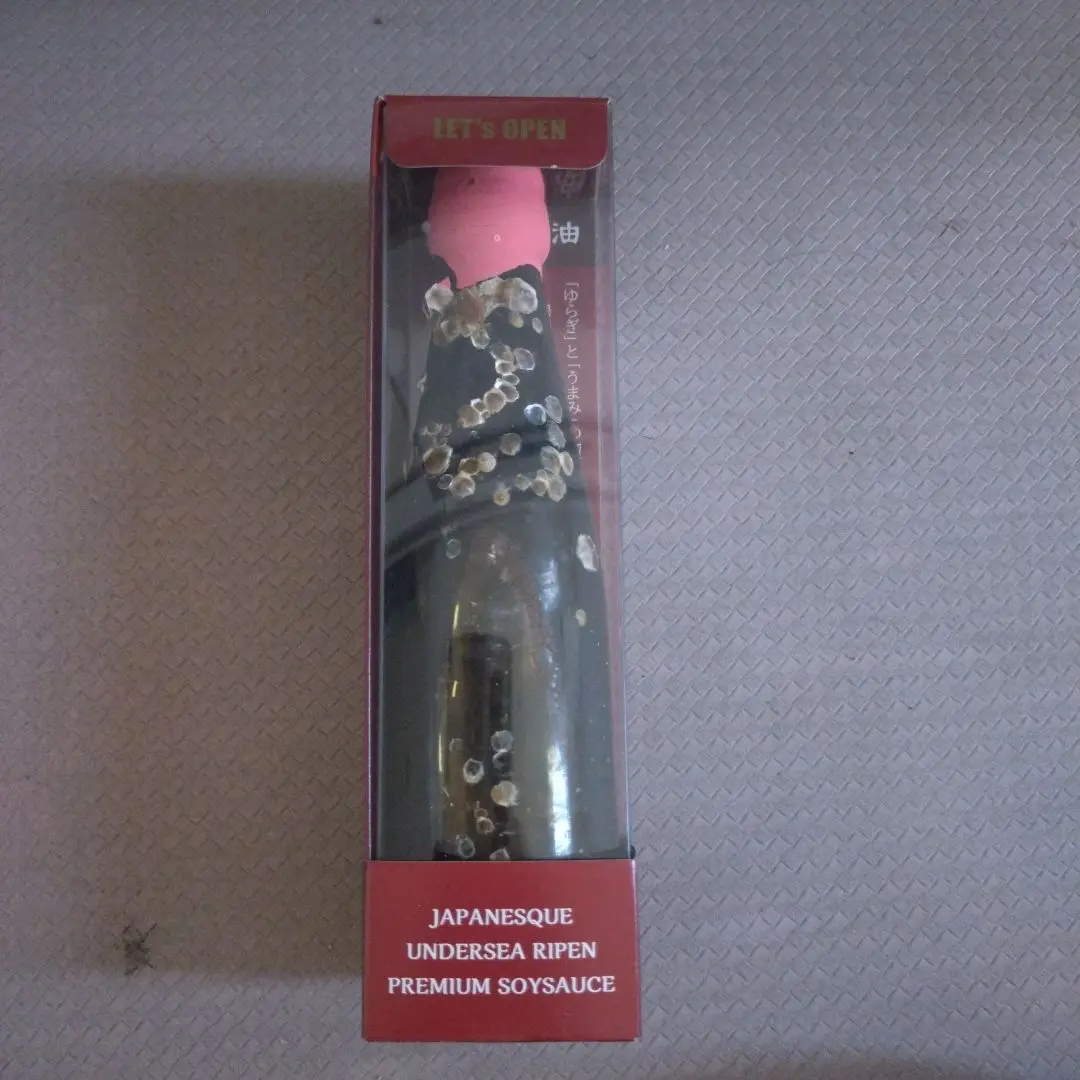 LET's OPEN
油
「ゆらぎ」と「うまみ
JAPANESQUE
UNDERSEA RIPEN
PREMIUM SOYSAUCE